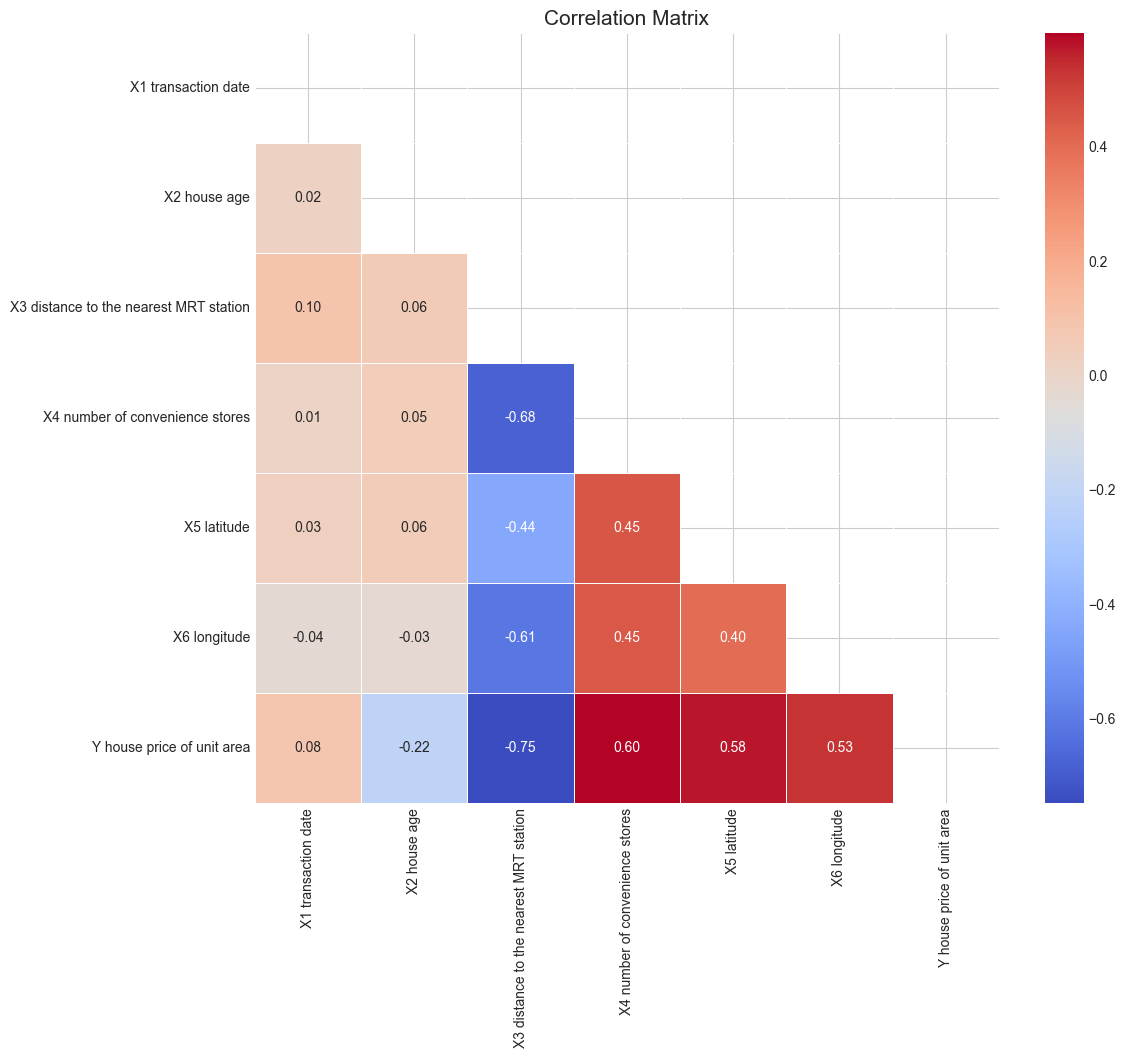 Correlation Matrix
X1 transaction date
X2 house age
0.02
X3 distance to the nearest MRT station
0.10 0.06
X4 number of convenience stores
0.01 0.05 -0.68
X5 latitude
0.03 0.06 -0.44 0.45
X6 longitude
-0.04 -0.03 -0.61 0.45 0.40
Y house price of unit area
0.08 -0.22 -0.75 0.60 0.58 0.53
X1 transaction date
X2 house age
X3 distance to the nearest MRT station
X4 number of convenience stores
X5 latitude
X6 longitude
Y house price of unit area
0.4
0.2
0.0
−0.2
−0.4
−0.6